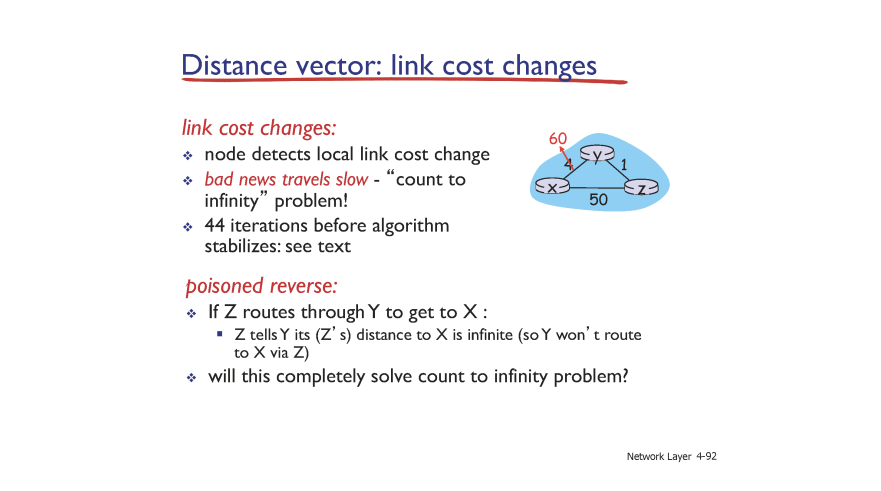 Distance vector: link cost changes
link cost changes:
❖ node detects local link cost change
❖ bad news travels slow - “count to
infinity” problem!
❖ 44 iterations before algorithm
stabilizes: see text
60
4
y
1
x
z
50
poisoned reverse:
❖ If Z routes through Y to get to X :
▪ Z tells Y its (Z’s) distance to X is infinite (so Y won’t route
to X via Z)
❖ will this completely solve count to infinity problem?
Network Layer 4-92